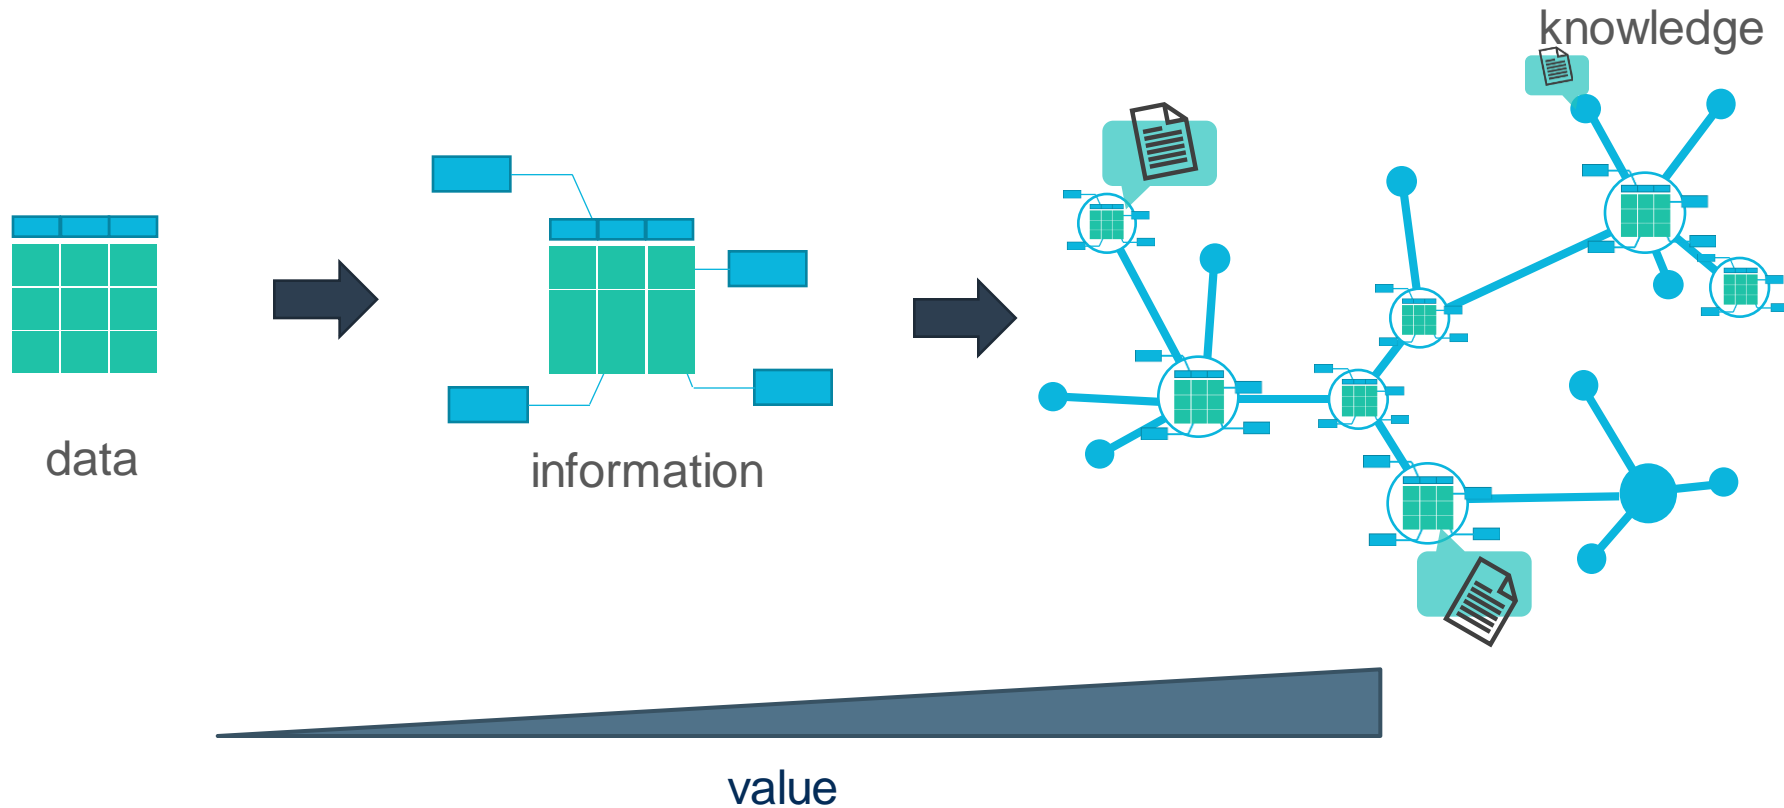 knowledge
data
information
value